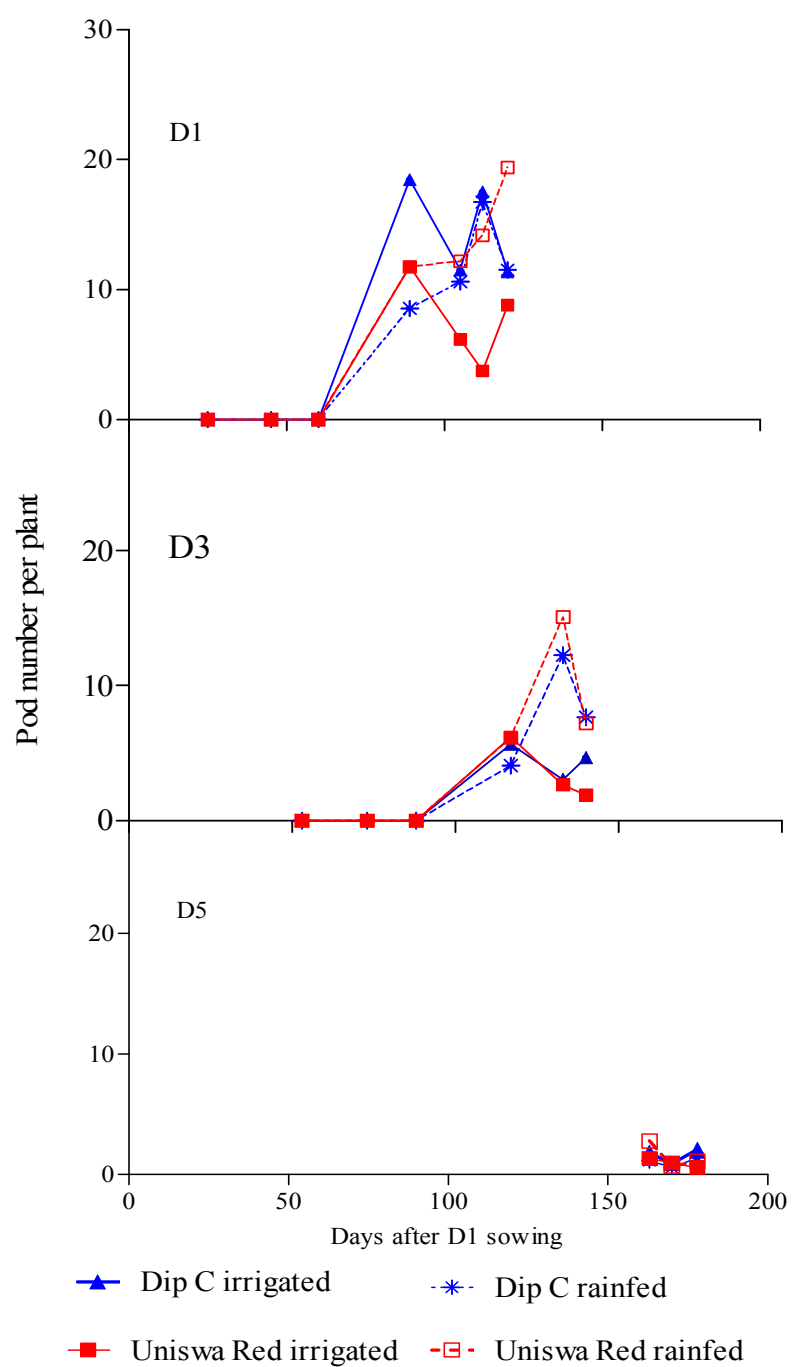 30
D1
20
10
0
Pod number per plant
20
D3
10
0
D5
20
10
0
0 50 100 150 200
Days after D1 sowing
Dip C irrigated Dip C rainfed
Uniswa Red irrigated Uniswa Red rainfed